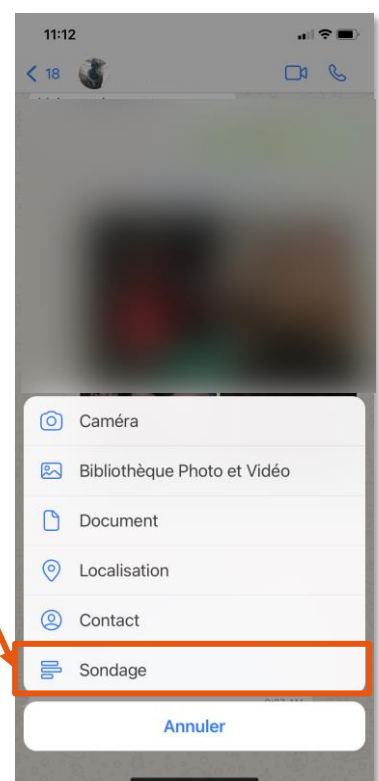 11:12
18
Caméra
Bibliothèque Photo et Vidéo
Document
Localisation
Contact
Sondage
Annuler